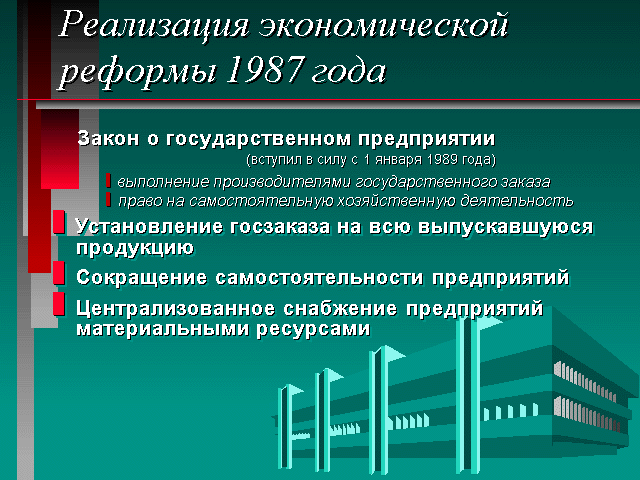 Реализация экономической
реформы 1987 года
Закон о государственном предприятии
(вступил в силу с 1 января 1989 года)
выполнение производителями государственного заказа
право на самостоятельную хозяйственную деятельность
Установление госзаказа на всю выпускавшуюся
продукцию
Сокращение самостоятельности предприятий
Централизованное снабжение предприятий
материальными ресурсами